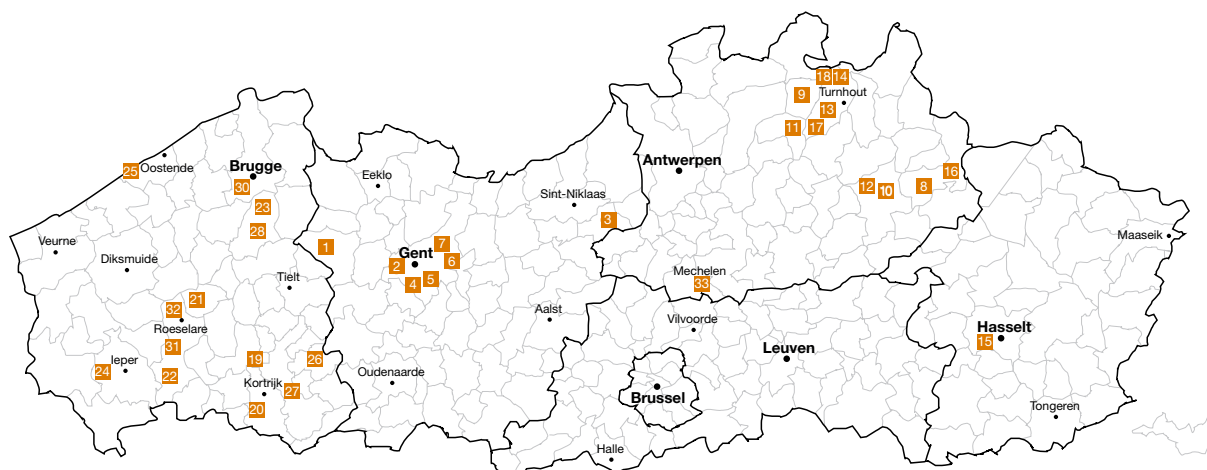 18 14
9
Turnhout
13
11 17
Antwerpen
25
Oostende
Brugge
30
Eeklo
Sint-Niklaas
16
12 10 8
23
3
28
Veurne
1
7
Maaseik
Diksmuide
Gent
2
6
Mechelen
33
Tielt
4
5
21
32
Roeselare
Aalst
Vilvoorde
Hasselt
15
31
Ieper
24
22
19
26
Leuven
Oudenaarde
Kortrijk
27
20
Brussel
Tongeren
Halle